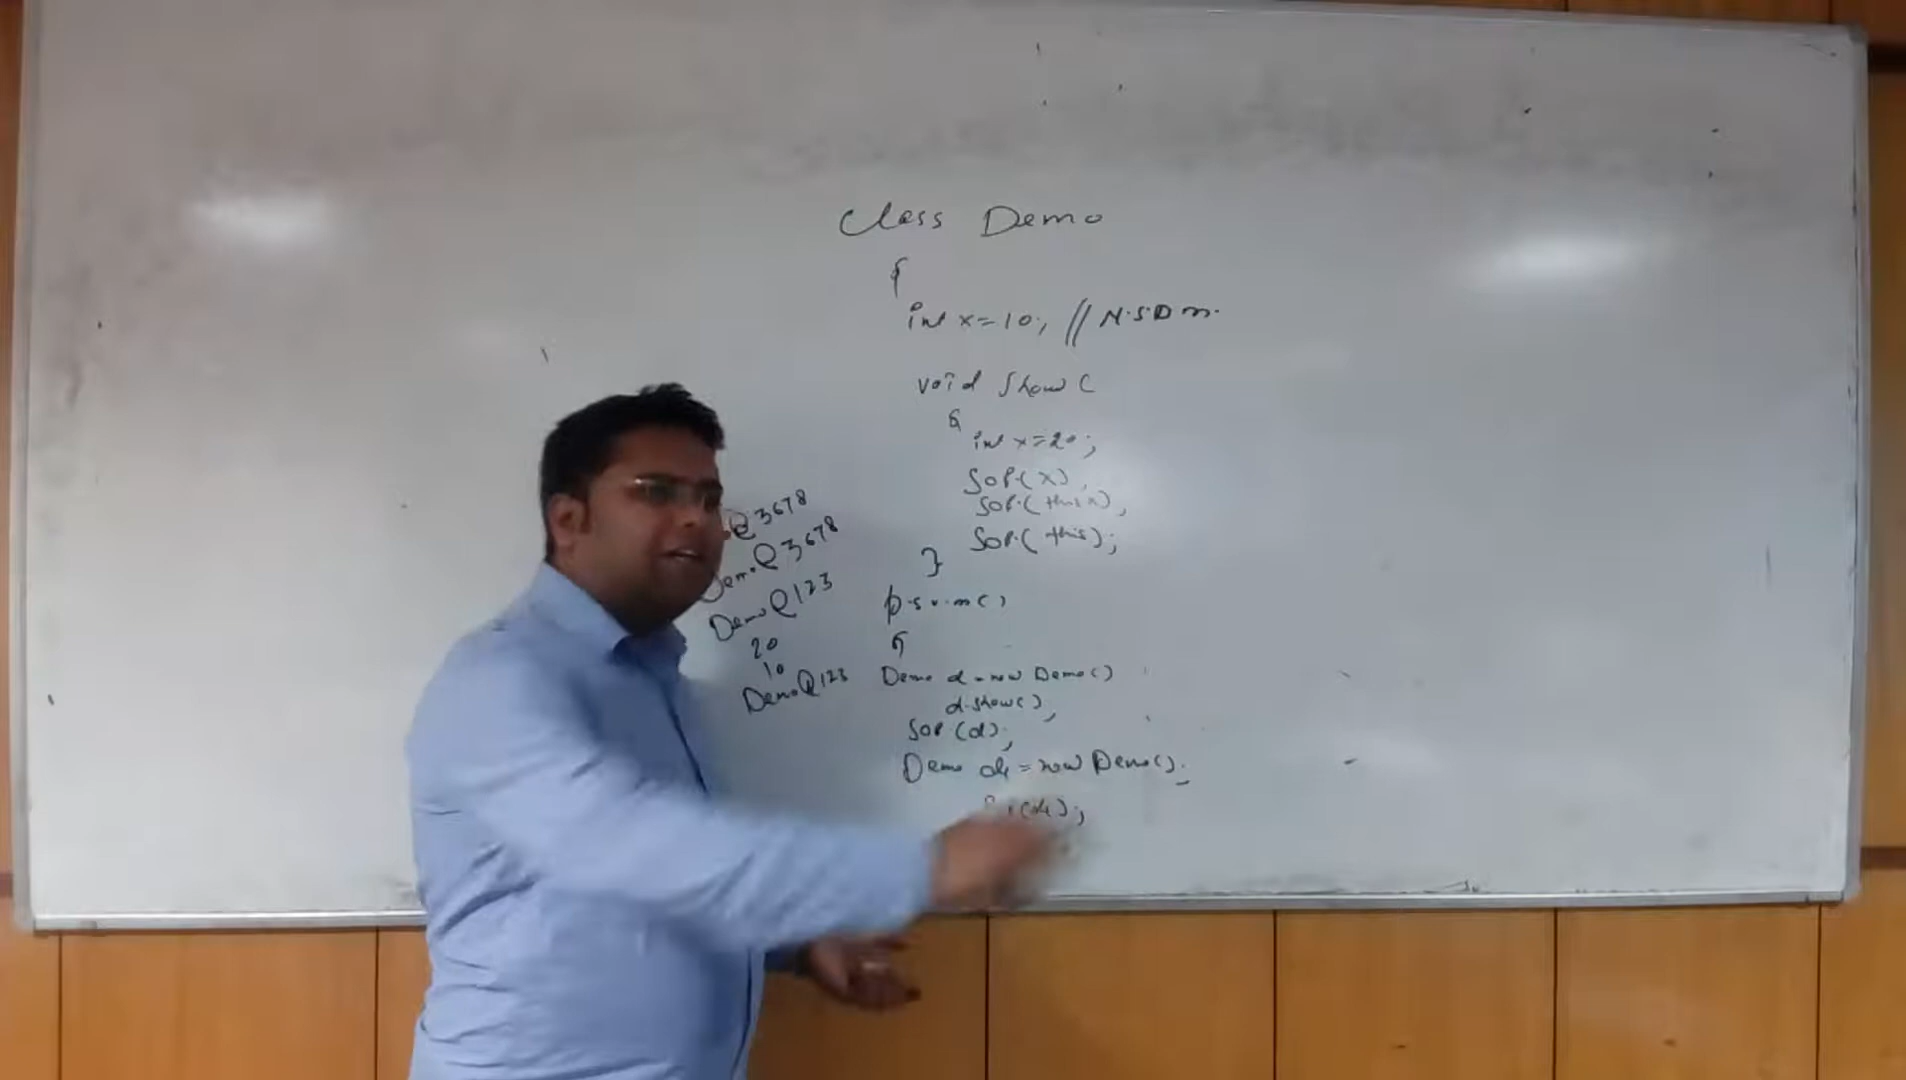 Class Demo
{
int x=10; // N.S.D m.
void show (
{
int x=20;
SOP(x);
SOP(this.x);
SOP(this);
}
p.s.v.m()
{
Demo d=new Demo()
d.show();
SOP(d);
Demo d1=new Demo();
(d1);
@3678
Demo@3678
Demo@123
20
10
Demo@123